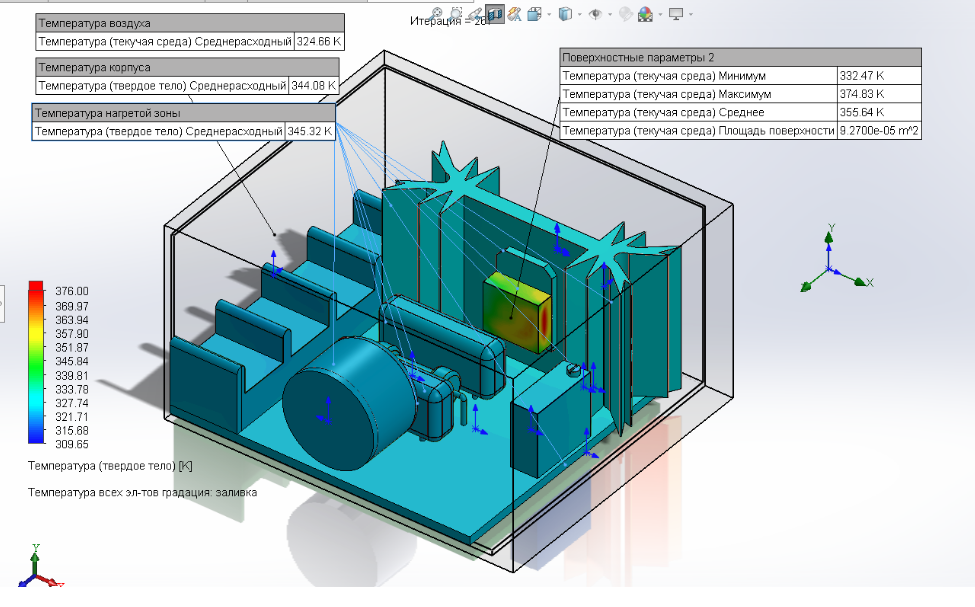 Итерация = 26
Температура воздуха
Температура (текучая среда) Среднерасходный 324.66 K
Температура корпуса
Температура (твердое тело) Среднерасходный 344.08 K
Температура нагретой зоны
Температура (твердое тело) Среднерасходный 345.32 K
Поверхностные параметры 2
Температура (текучая среда) Минимум 332.47 K
Температура (текучая среда) Максимум 374.83 K
Температура (текучая среда) Среднее 355.64 K
Температура (текучая среда) Площадь поверхности 9.2700e-05 m^2
Y
X
376.00
369.97
363.94
357.90
351.87
345.84
339.81
333.78
327.74
321.71
315.68
309.65
Температура (твердое тело) [K]
Температура всех эл-тов градация: заливка
Y